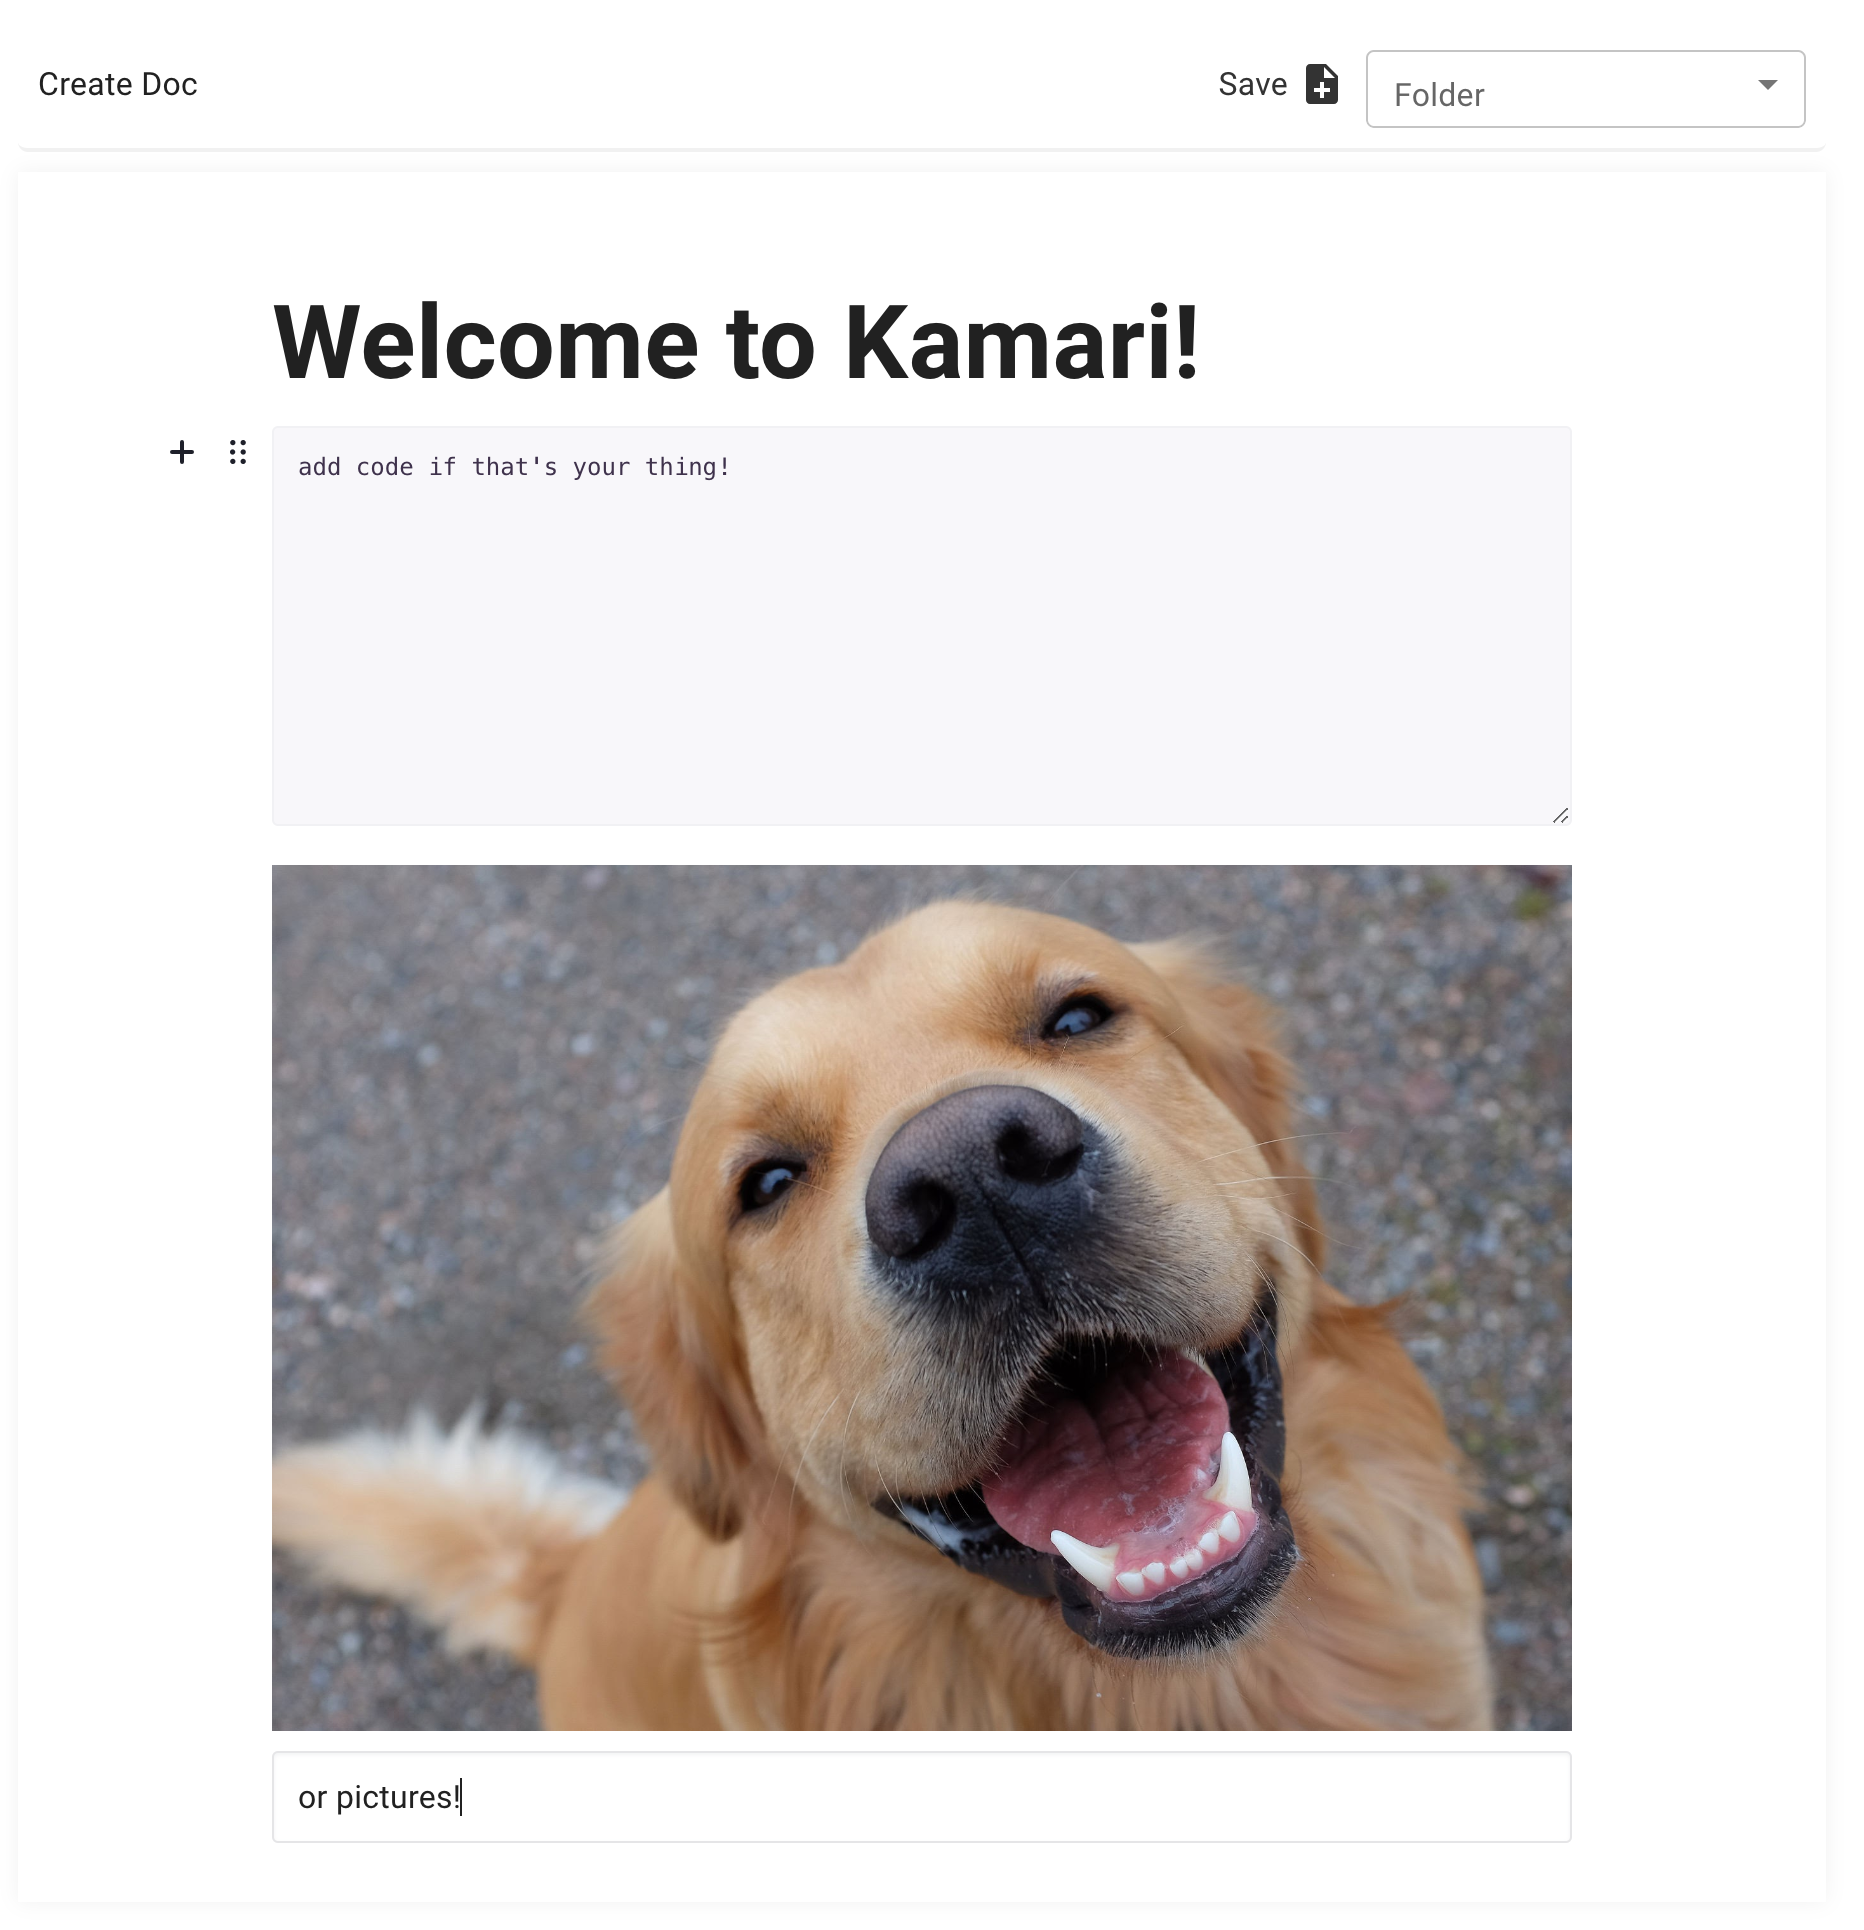 Create Doc
Save
Folder
Welcome to Kamari!
add code if that's your thing!
or pictures!